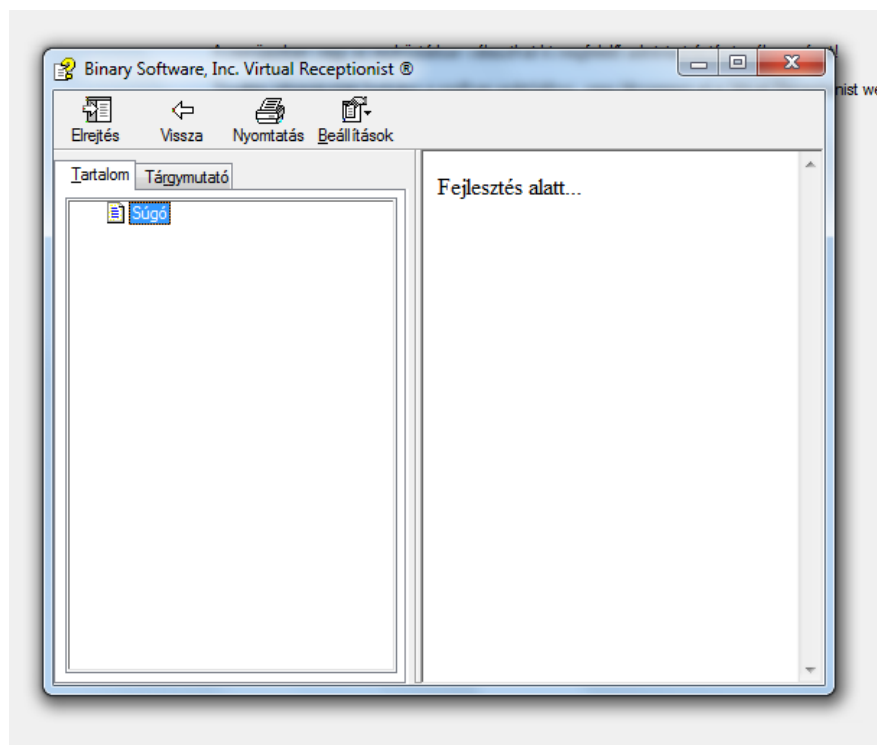 Binary Software, Inc. Virtual Receptionist ®
Elrejtés Vissza Nyomtatás Beállítások
Tartalom Tárgymutató
Súgó
Fejlesztés alatt...